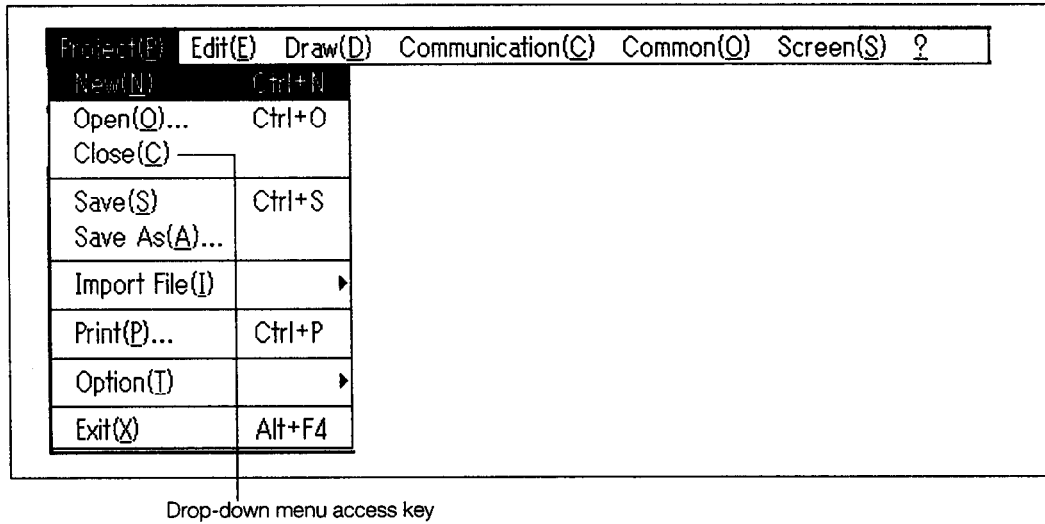 Project(P) Edit(E) Draw(D) Communication(C) Common(O) Screen(S) ?
New(N) Ctrl+N
Open(O)... Ctrl+O
Close(C)
Save(S) Ctrl+S
Save As(A)...
Import File(I)
Print(P)... Ctrl+P
Option(T)
Exit(X) Alt+F4
Drop-down menu access key